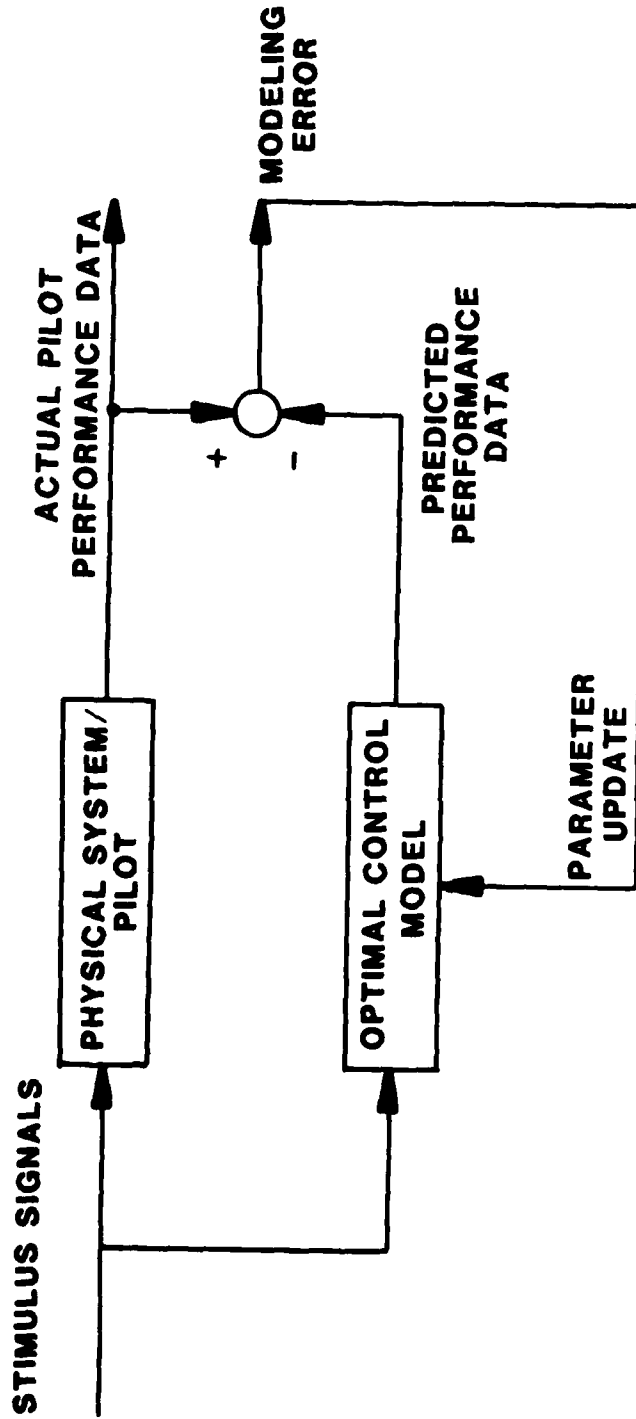 STIMULUS SIGNALS
PHYSICAL SYSTEM/
PILOT
ACTUAL PILOT
PERFORMANCE DATA
+
-
MODELING
ERROR
OPTIMAL CONTROL
MODEL
PREDICTED
PERFORMANCE
DATA
PARAMETER
UPDATE